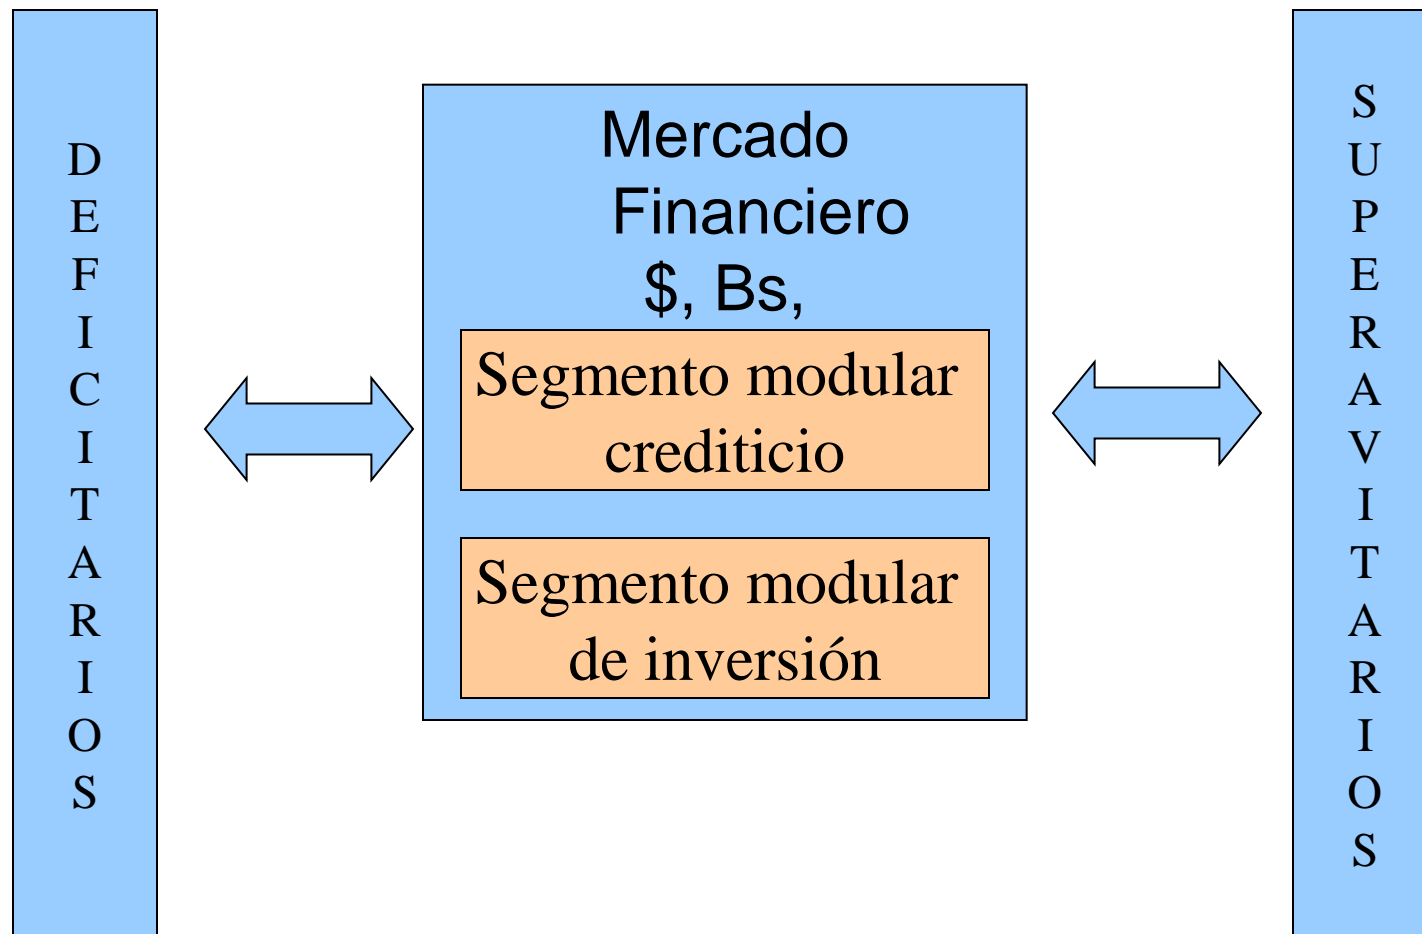 DEFICITARIOS
Mercado
Financiero
$, Bs,
Segmento modular
crediticio
Segmento modular
de inversión
SUPERAVITARIOS